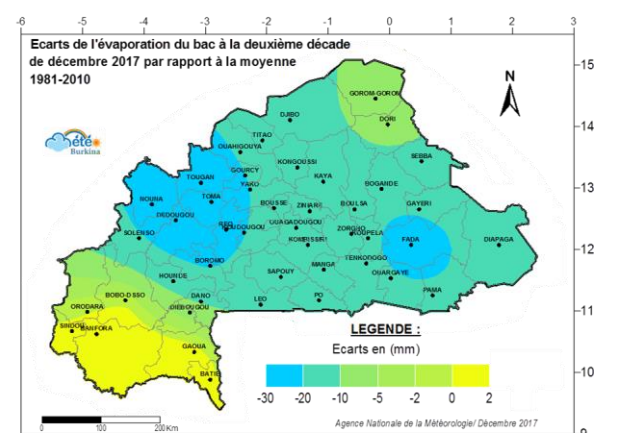 -6 -5 -4 -3 -2 -1 0 1 2 3
Ecarts de l'évaporation du bac à la deuxième décade
de décembre 2017 par rapport à la moyenne
1981-2010
N
Burkina
15
14
13
12
11
10
9
GOROM-GOROM
DORI
DJIBO
TITAO
OUAHIGOUYA
SEBBA
KONGOUSSI
GOURCY
TOUGAN
YAKO
KAYA
BOGANDE
NOUNA
TOMA
BOUSSE
ZINIARE
BOULSA
GAYERI
DEDOUGOU
REO
KOUDOUGOU
OUAGADOUGOU
ZORGHO
KOUPELA
SOLENSO
KOMBISSIRY
FADA
DIAPAGA
BOROMO
MANGA
TENKODOGO
HOUNDE
SAPOUY
OUARGAYE
BOBO-DSSO
DANO
LEO
PO
PAMA
ORODARA
DIEBOUGOU
SINDOU
BANFORA
GAOUA
BATIE
LEGENDE :
Ecarts en (mm)
-30 -20 -10 -5 -2 0 2
0 100 200 Km
Agence Nationale de la Météorologie/ Décembre 2017